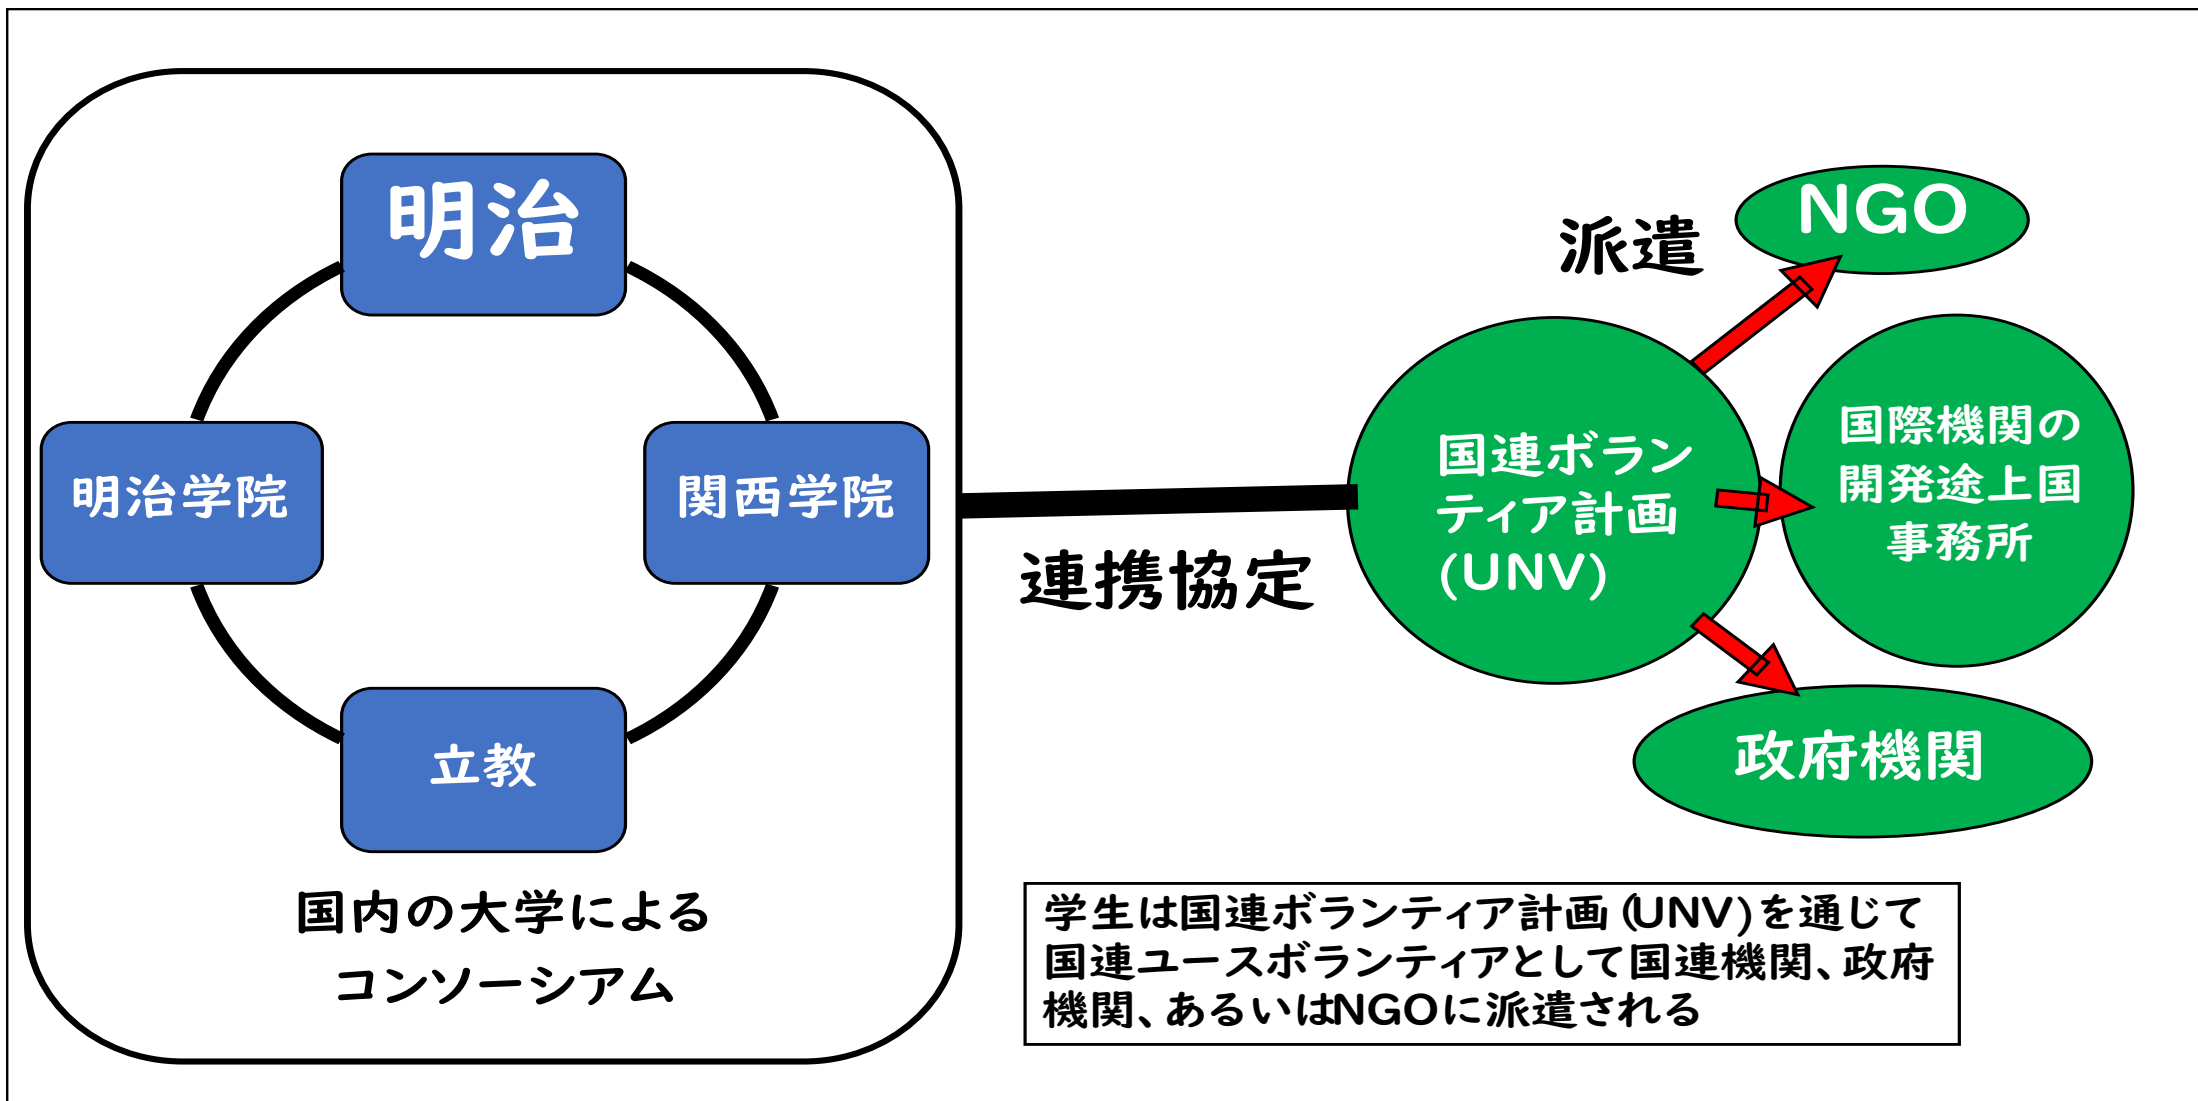 明治
明治学院
関西学院
立教
国内の大学による
コンソーシアム
連携協定
派遣
NGO
国連ボラン
ティア計画
(UNV)
国際機関の
開発途上国
事務所
政府機関
学生は国連ボランティア計画(UNV)を通じて
国連ユースボランティアとして国連機関、政府
機関、あるいはNGOに派遣される